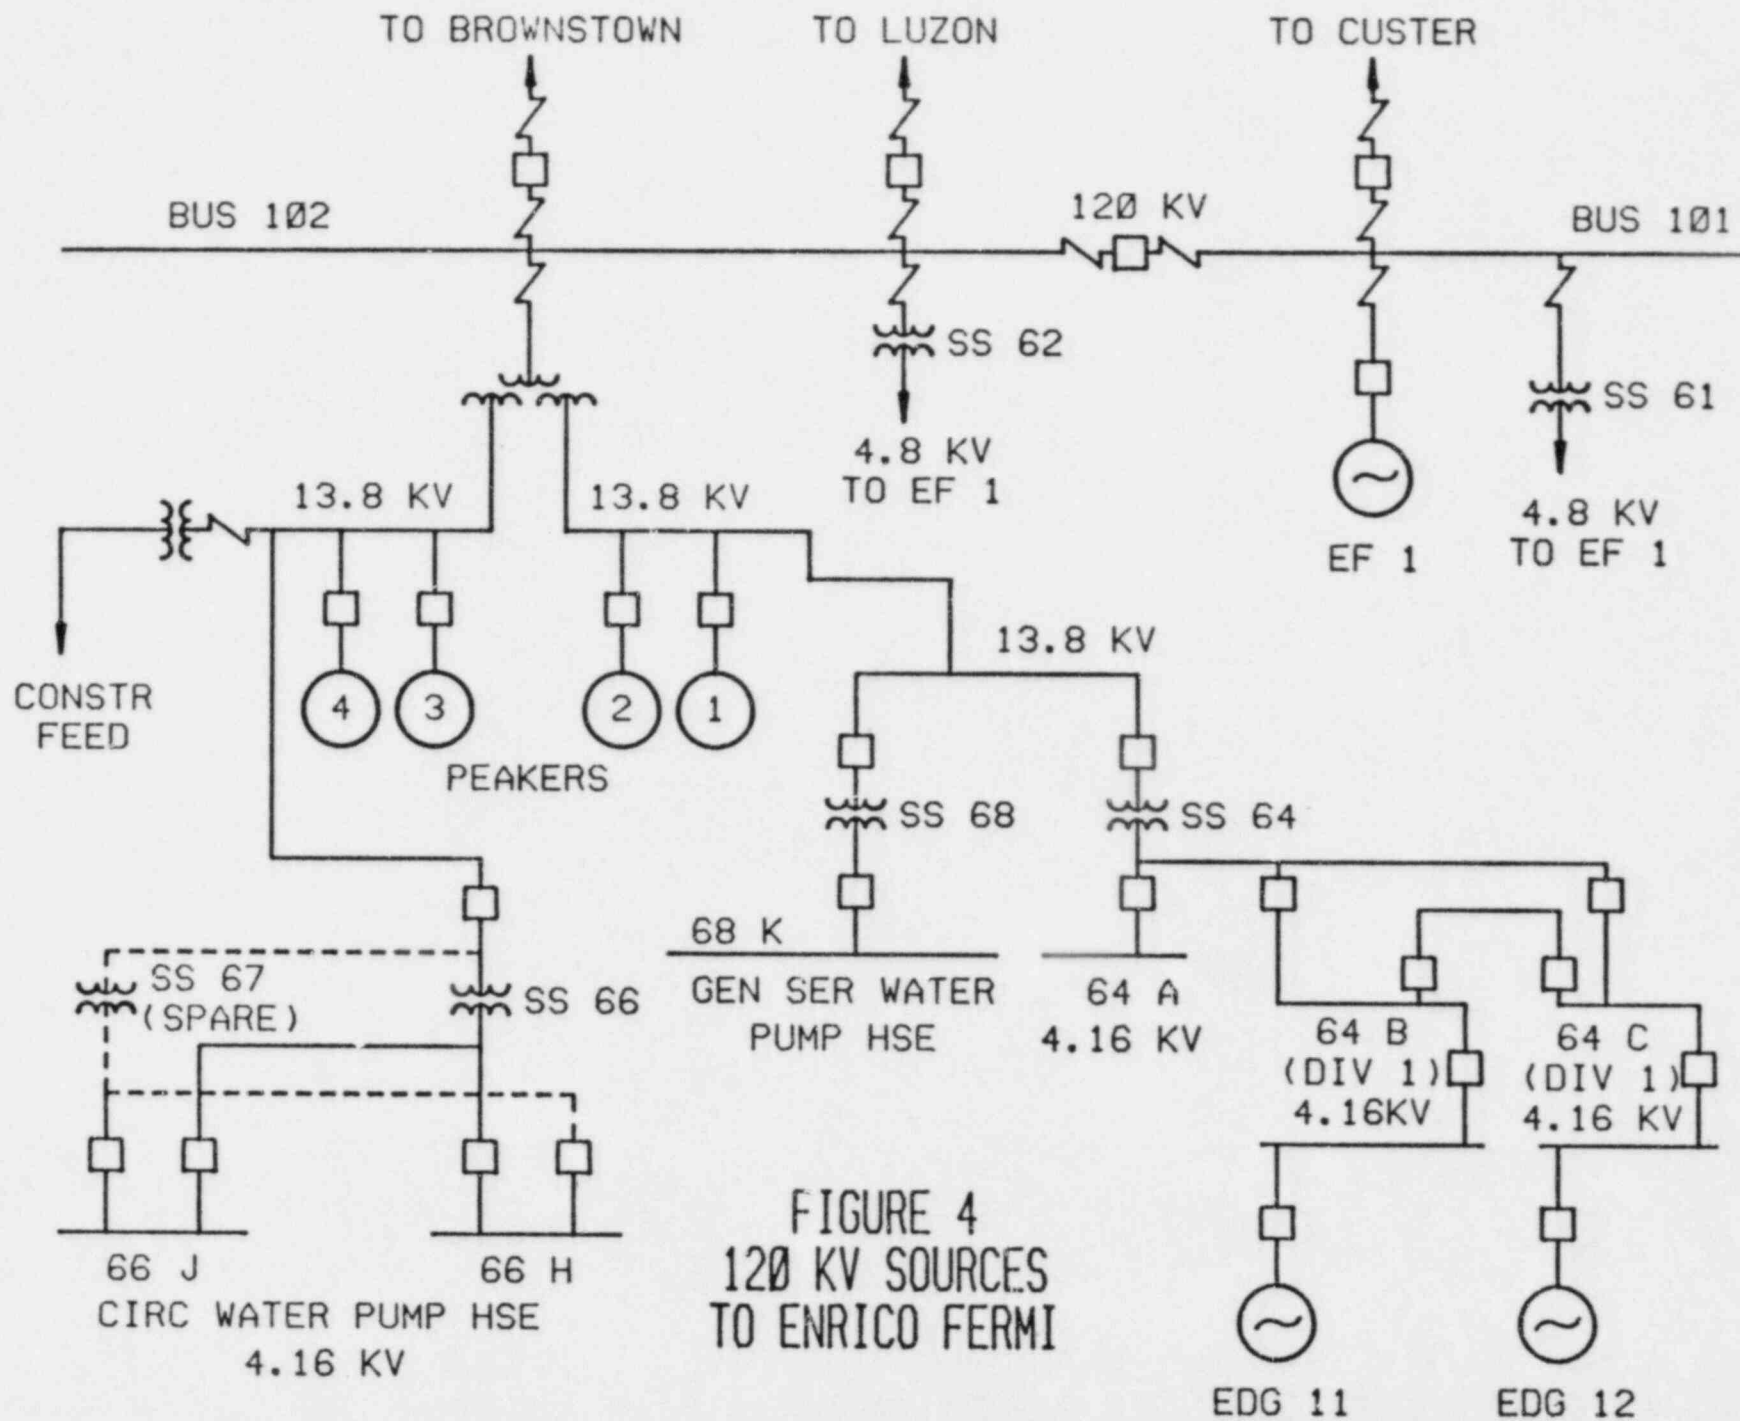 TO BROWNSTOWN
TO LUZON
TO CUSTER
BUS 102
120 KV
BUS 101
SS 62
SS 61
4.8 KV
TO EF 1
13.8 KV
13.8 KV
EF 1
4.8 KV
TO EF 1
13.8 KV
CONSTR
FEED
4
3
2
1
PEAKERS
SS 68
SS 64
SS 67
(SPARE)
SS 66
68 K
GEN SER WATER
PUMP HSE
64 A
4.16 KV
64 B
(DIV 1)
4.16KV
64 C
(DIV 1)
4.16 KV
66 J
66 H
CIRC WATER PUMP HSE
4.16 KV
FIGURE 4
120 KV SOURCES
TO ENRICO FERMI
EDG 11
EDG 12